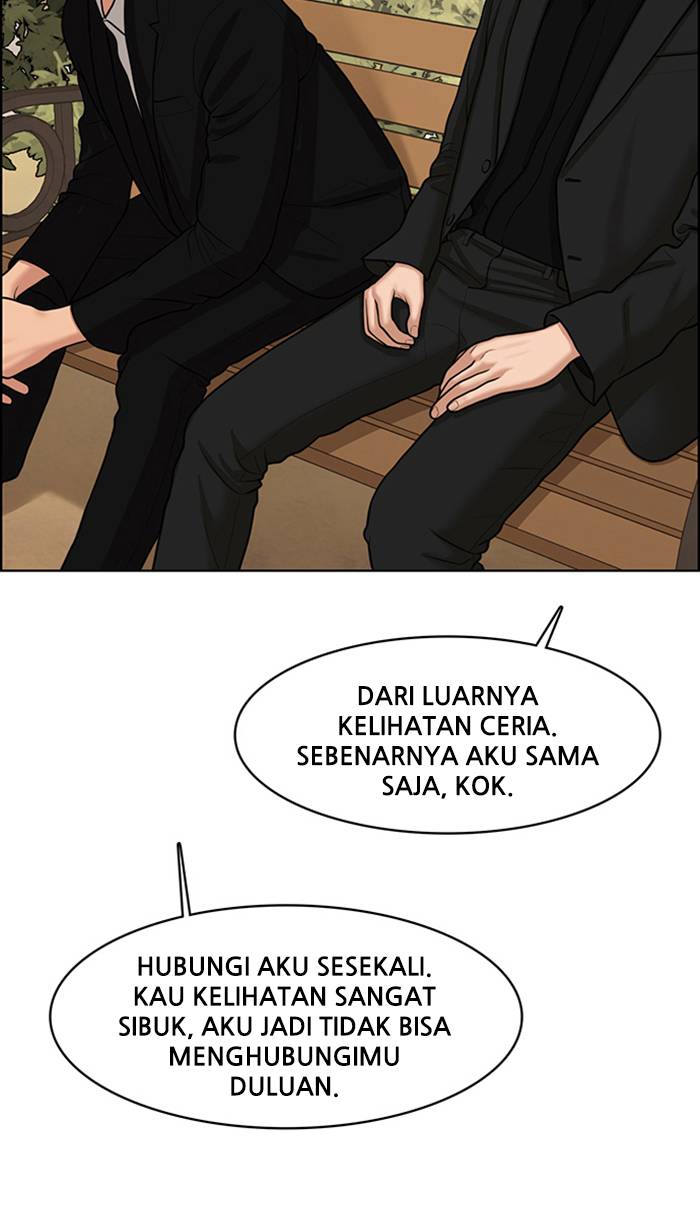 DARI LUARNYA
KELIHATAN CERIA.
SEBENARNYA AKU SAMA
SAJA, KOK.
HUBUNGI AKU SESEKALI.
KAU KELIHATAN SANGAT
SIBUK, AKU JADI TIDAK BISA
MENGHUBUNGIMU
DULUAN.